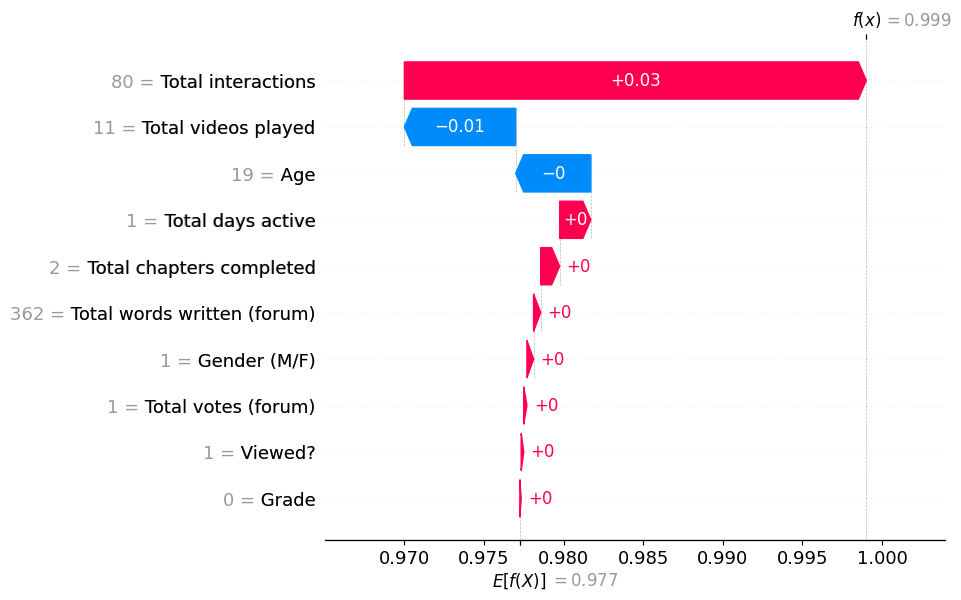 f(x) = 0.999
80 = Total interactions +0.03
11 = Total videos played −0.01
19 = Age −0
1 = Total days active +0
2 = Total chapters completed +0
362 = Total words written (forum) +0
1 = Gender (M/F) +0
1 = Total votes (forum) +0
1 = Viewed? +0
0 = Grade +0
0.970 0.975 0.980 0.985 0.990 0.995 1.000
E[f(X)] = 0.977